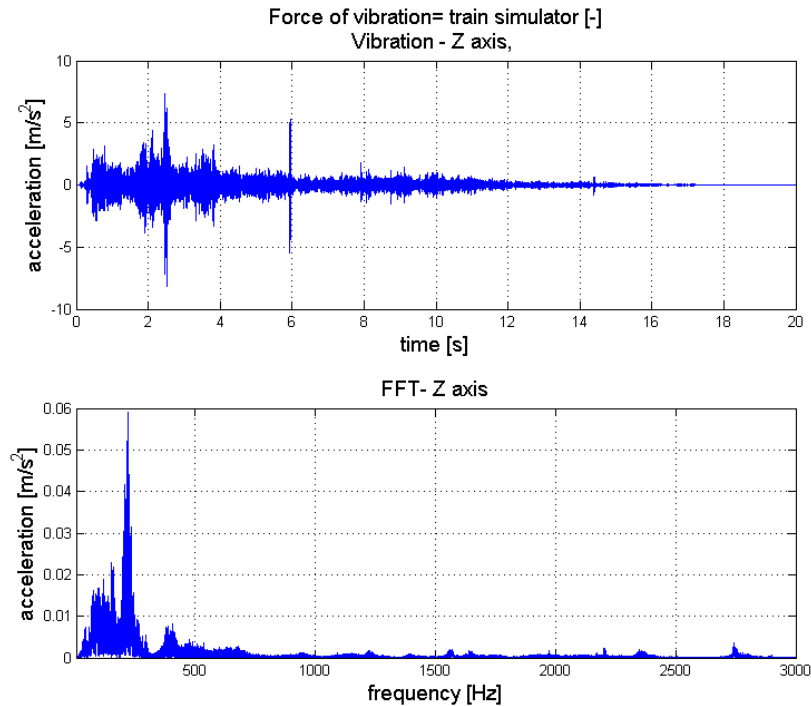 Force of vibration= train simulator [-]
Vibration - Z axis,
10
5
0
-5
-10
acceleration [m/s²]
0 2 4 6 8 10 12 14 16 18 20
time [s]
FFT- Z axis
0.06
0.05
0.04
0.03
0.02
0.01
0
acceleration [m/s²]
500 1000 1500 2000 2500 3000
frequency [Hz]